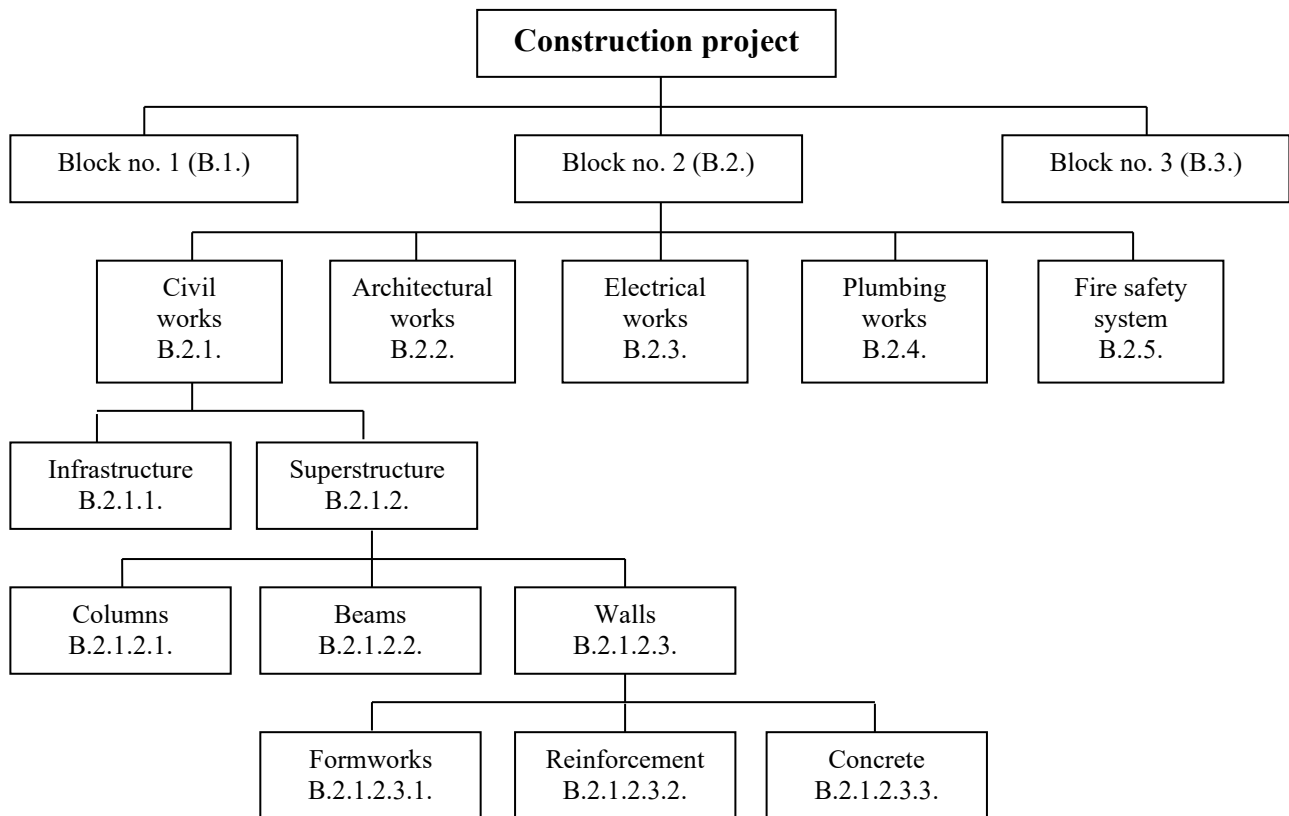 Construction project
Block no. 1 (B.1.)
Block no. 2 (B.2.)
Block no. 3 (B.3.)
Civil
works
B.2.1.
Architectural
works
B.2.2.
Electrical
works
B.2.3.
Plumbing
works
B.2.4.
Fire safety
system
B.2.5.
Infrastructure
B.2.1.1.
Superstructure
B.2.1.2.
Columns
B.2.1.2.1.
Beams
B.2.1.2.2.
Walls
B.2.1.2.3.
Formworks
B.2.1.2.3.1.
Reinforcement
B.2.1.2.3.2.
Concrete
B.2.1.2.3.3.